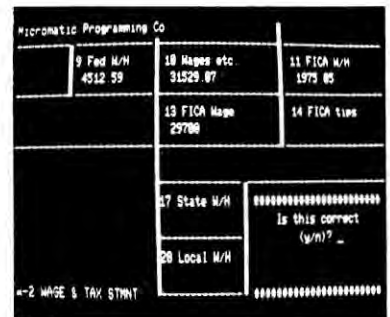 Micromatic Programming Co
9 Fed W/H
4512 59
10 Wages etc
31529.07
11 FICA W/H
1975 05
13 FICA Wage
29700
14 FICA tips
17 State W/H
Is this correct
(y/n)? _
20 Local W/H
w-2 WAGE & TAX STMNT